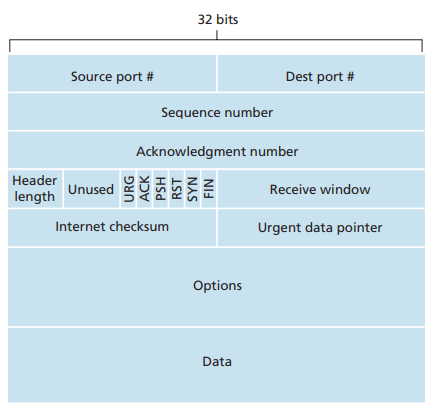 32 bits
Source port #
Dest port #
Sequence number
Acknowledgment number
Header
length
Unused
URG
ACK
PSH
RST
SYN
FIN
Receive window
Internet checksum
Urgent data pointer
Options
Data